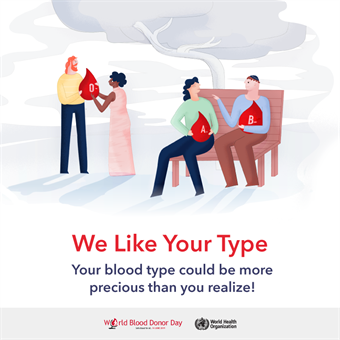 O
A
B-
We Like Your Type
Your blood type could be more
precious than you realize!
World Blood Donor Day
World Health
Organization